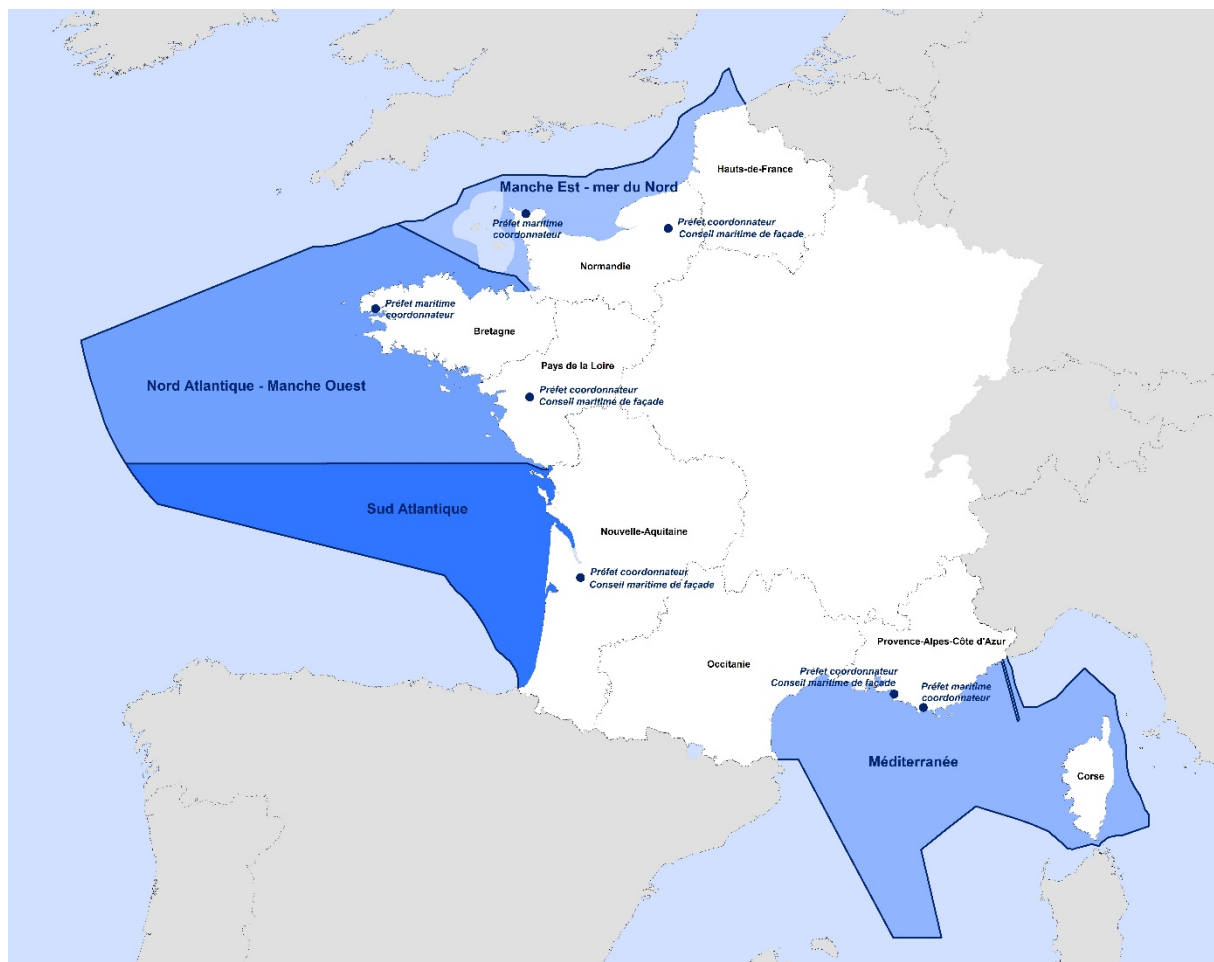 Hauts-de-France
Manche Est - mer du Nord
Préfet maritime
coordonnateur
Préfet coordonnateur
Conseil maritime de façade
Normandie
Préfet maritime
coordonnateur
Bretagne
Pays de la Loire
Nord Atlantique - Manche Ouest
Préfet coordonnateur
Conseil maritime de façade
Sud Atlantique
Nouvelle-Aquitaine
Préfet coordonnateur
Conseil maritime de façade
Provence-Alpes-Côte d'Azur
Occitanie
Préfet coordonnateur
Conseil maritime de façade
Préfet maritime
coordonnateur
Méditerranée
Corse